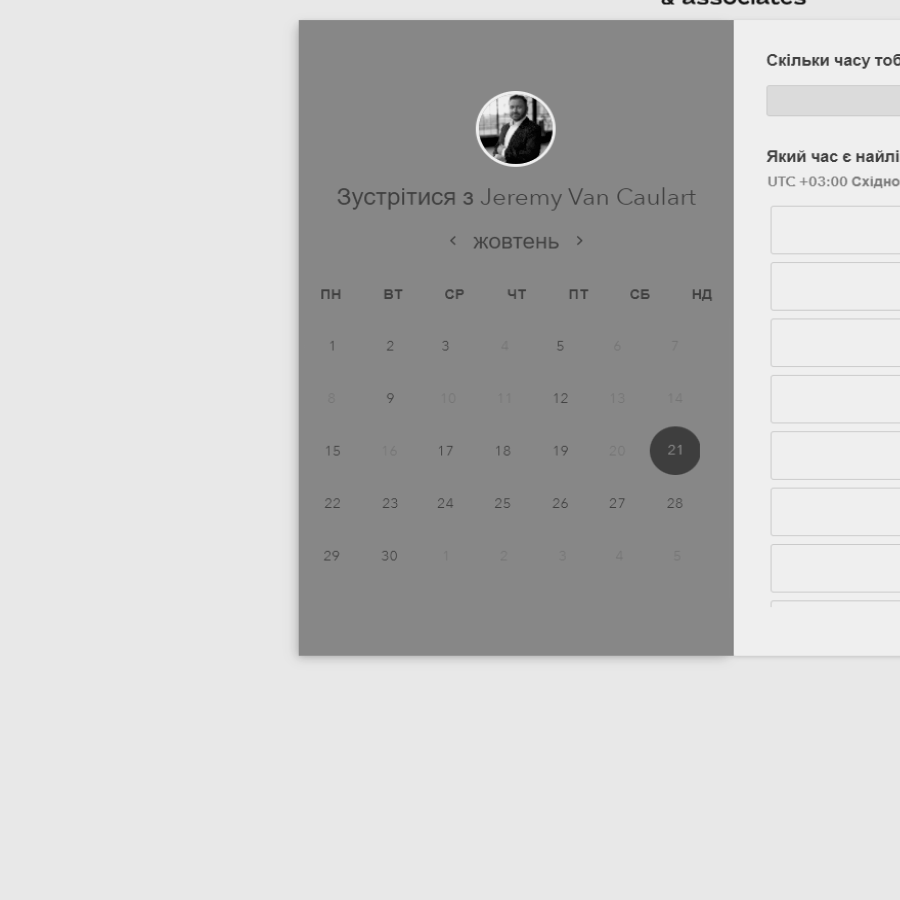 & associates
Зустрітися з Jeremy Van Caulart
жовтень
ПН ВТ СР ЧТ ПТ СБ НД
1 2 3 4 5 6 7
8 9 10 11 12 13 14
15 16 17 18 19 20 21
22 23 24 25 26 27 28
29 30 1 2 3 4 5
Скільки часу тоб
Який час є найлі
UTC +03:00 Східно